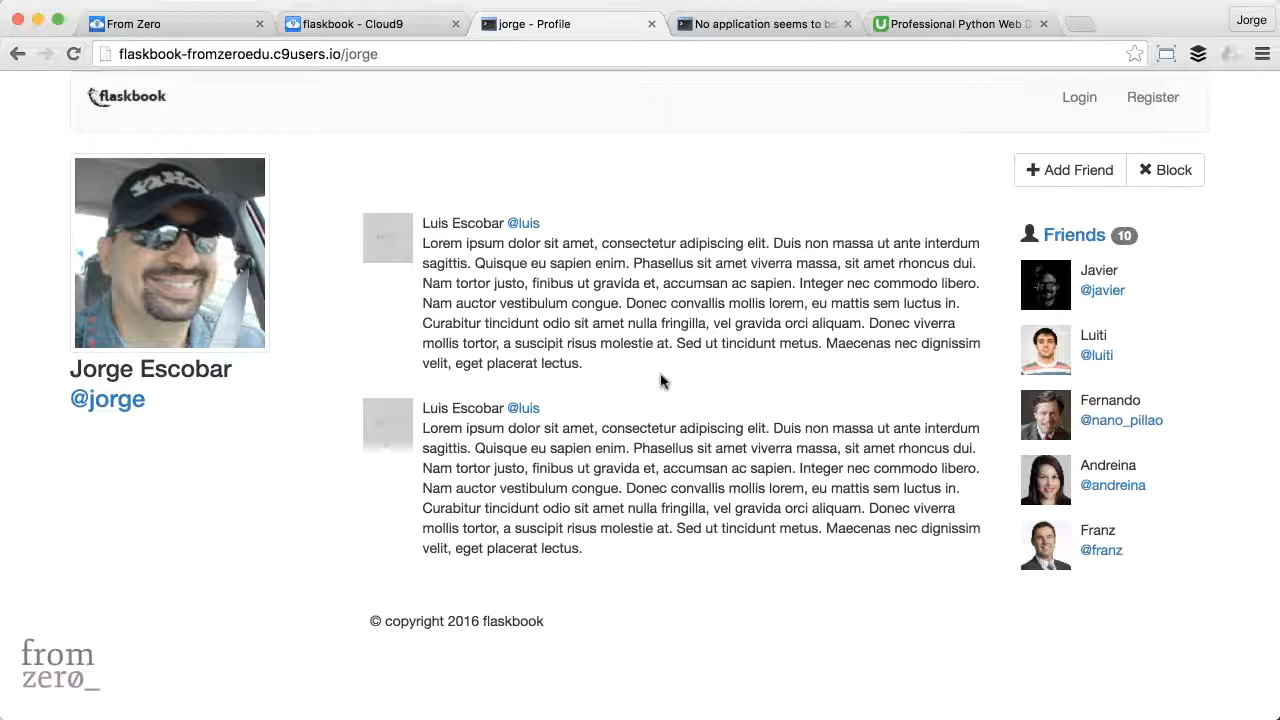 From Zero
flaskbook - Cloud9
jorge - Profile
No application seems to be
Professional Python Web D
Jorge
flaskbook-fromzeroedu.c9users.io/jorge
flaskbook
Login
Register
YAHOO
Add Friend
Block
Jorge Escobar
@jorge
Luis Escobar @luis
Lorem ipsum dolor sit amet, consectetur adipiscing elit. Duis non massa ut ante interdum
sagittis. Quisque eu sapien enim. Phasellus sit amet viverra massa, sit amet rhoncus dui.
Nam tortor justo, finibus ut gravida et, accumsan ac sapien. Integer nec commodo libero.
Nam auctor vestibulum congue. Donec convallis mollis lorem, eu mattis sem luctus in.
Curabitur tincidunt odio sit amet nulla fringilla, vel gravida orci aliquam. Donec viverra
mollis tortor, a suscipit risus molestie at. Sed ut tincidunt metus. Maecenas nec dignissim
velit, eget placerat lectus.
Luis Escobar @luis
Lorem ipsum dolor sit amet, consectetur adipiscing elit. Duis non massa ut ante interdum
sagittis. Quisque eu sapien enim. Phasellus sit amet viverra massa, sit amet rhoncus dui.
Nam tortor justo, finibus ut gravida et, accumsan ac sapien. Integer nec commodo libero.
Nam auctor vestibulum congue. Donec convallis mollis lorem, eu mattis sem luctus in.
Curabitur tincidunt odio sit amet nulla fringilla, vel gravida orci aliquam. Donec viverra
mollis tortor, a suscipit risus molestie at. Sed ut tincidunt metus. Maecenas nec dignissim
velit, eget placerat lectus.
Friends 10
Javier
@javier
Luiti
@luiti
Fernando
@nano_pillao
Andreina
@andreina
Franz
@franz
© copyright 2016 flaskbook
from
zerø_